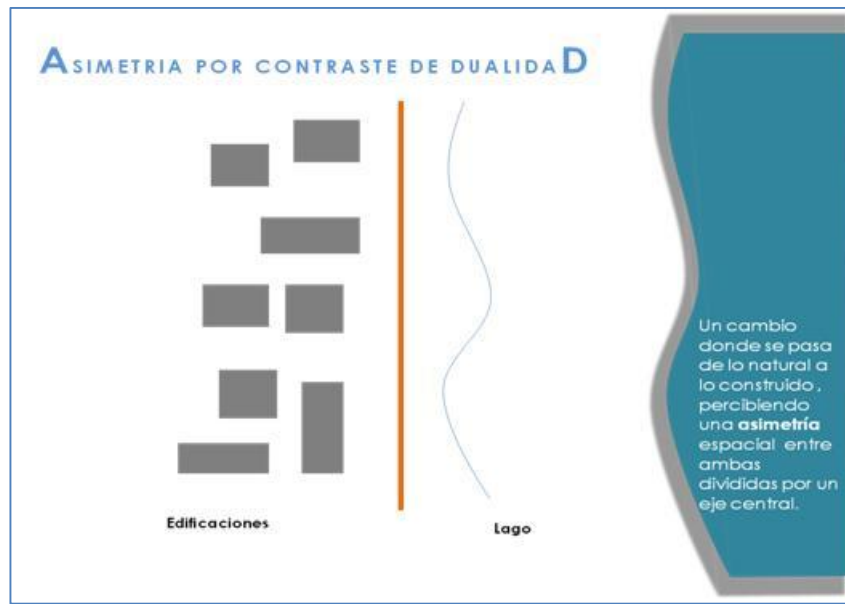 ASIMETRIA POR CONTRASTE DE DUALIDAD
Edificaciones
Lago
Un cambio
donde se pasa
de lo natural a
lo construido ,
percibiendo
una asimetría
espacial entre
ambas
divididas por un
eje central.